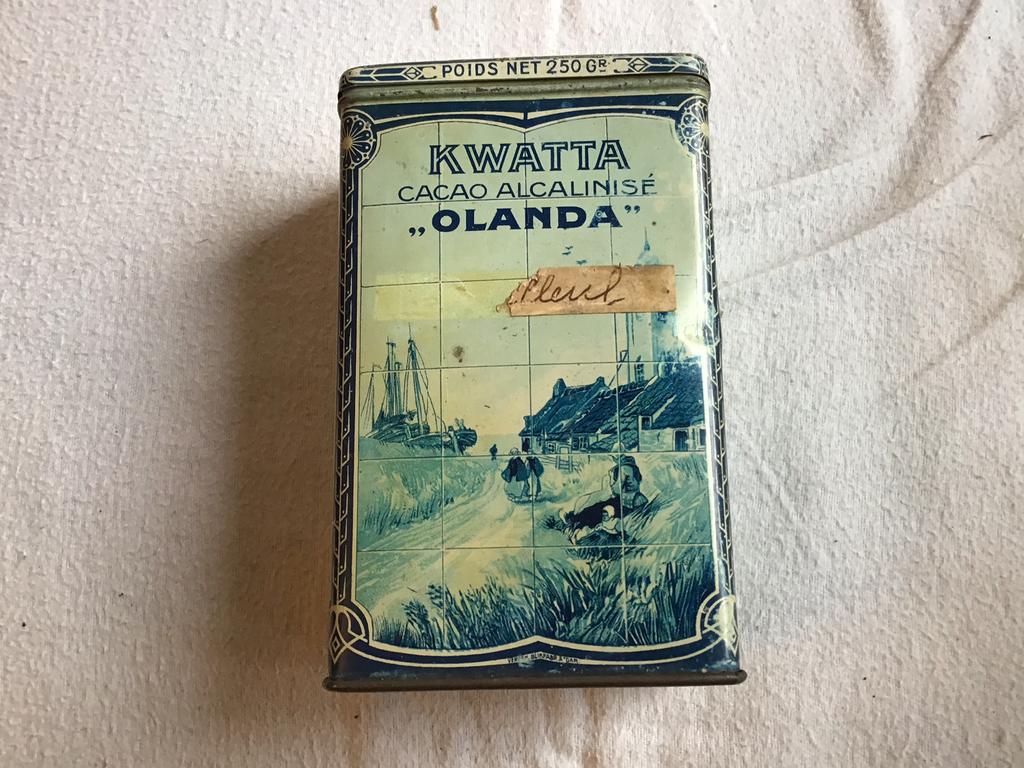 POIDS NET 250 GR.
KWATTA
CACAO ALCALINISÉ
„OLANDA”